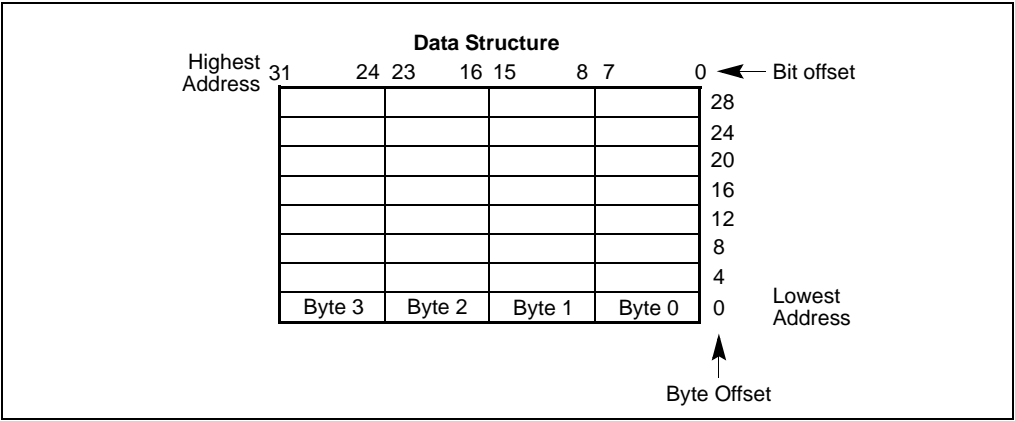 Data Structure
Highest
Address
31 24 23 16 15 8 7 0 Bit offset
28
24
20
16
12
8
4
Byte 3 Byte 2 Byte 1 Byte 0 0
Lowest
Address
Byte Offset